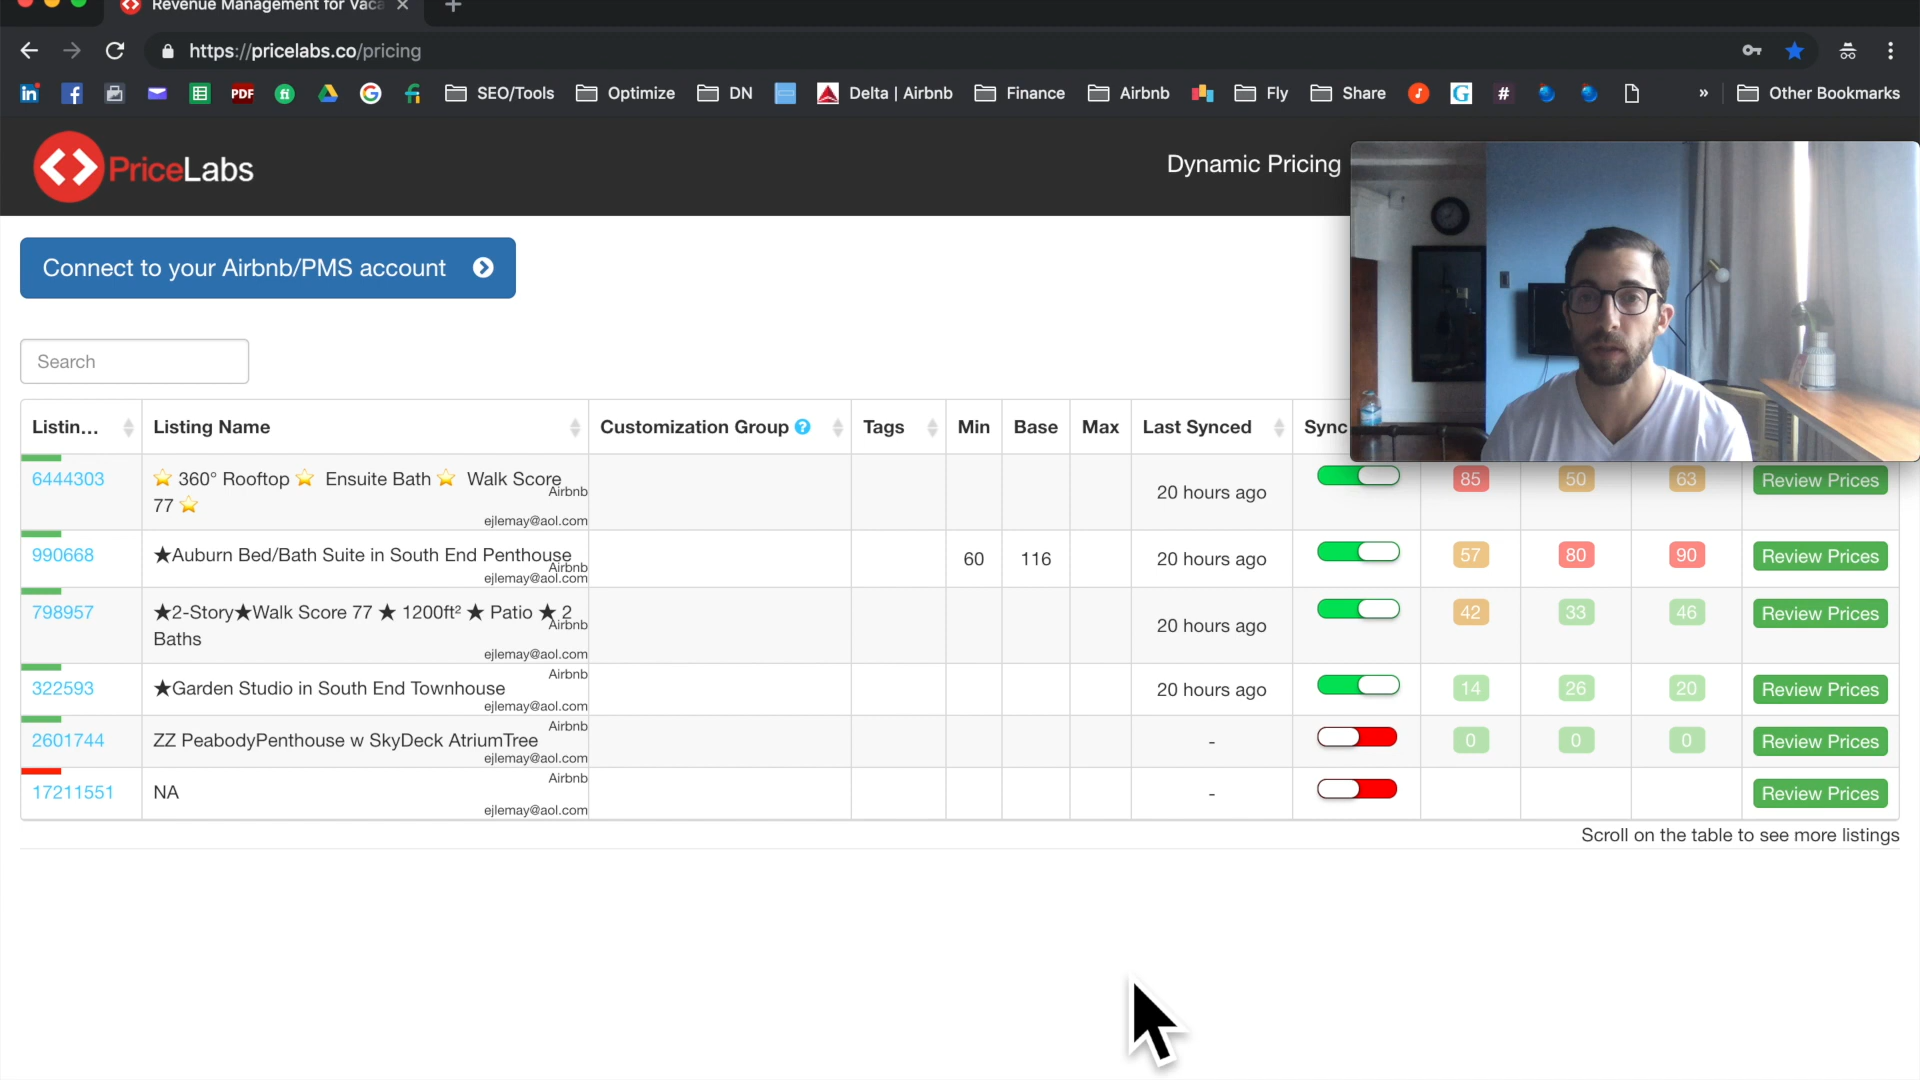 Revenue Management for Vaca
https://pricelabs.co/pricing
in f PDF fi G fi SEO/Tools Optimize DN Delta | Airbnb Finance Airbnb Fly Share G # » Other Bookmarks
PriceLabs
Dynamic Pricing
Connect to your Airbnb/PMS account
Search
Listin... Listing Name Customization Group ? Tags Min Base Max Last Synced Sync
6444303 ⭐ 360° Rooftop ⭐ Ensuite Bath ⭐ Walk Score 20 hours ago 85 50 63 Review Prices
77 ⭐
Airbnb
ejlemay@aol.com
990668 ★Auburn Bed/Bath Suite in South End Penthouse 60 116 20 hours ago 57 80 90 Review Prices
Airbnb
ejlemay@aol.com
798957 ★2-Story★Walk Score 77 ★ 1200ft² ★ Patio ★ 2 20 hours ago 42 33 46 Review Prices
Baths
Airbnb
ejlemay@aol.com
322593 ★Garden Studio in South End Townhouse 20 hours ago 14 26 20 Review Prices
Airbnb
ejlemay@aol.com
2601744 ZZ PeabodyPenthouse w SkyDeck AtriumTree - 0 0 0 Review Prices
Airbnb
ejlemay@aol.com
17211551 NA - Review Prices
Airbnb
ejlemay@aol.com
Scroll on the table to see more listings